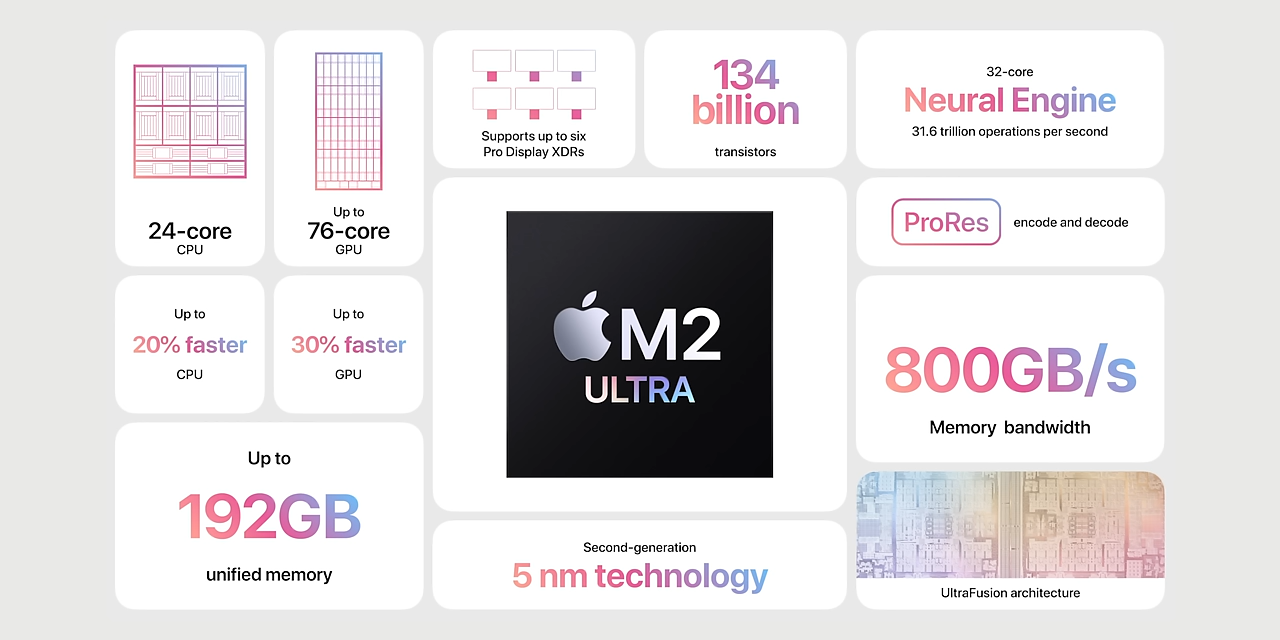 24-core
CPU
Up to
76-core
GPU
Supports up to six
Pro Display XDRs
134
billion
transistors
32-core
Neural Engine
31.6 trillion operations per second
ProRes
encode and decode
Up to
20% faster
CPU
Up to
30% faster
GPU
M2
ULTRA
800GB/s
Memory bandwidth
Up to
192GB
unified memory
Second-generation
5 nm technology
UltraFusion architecture